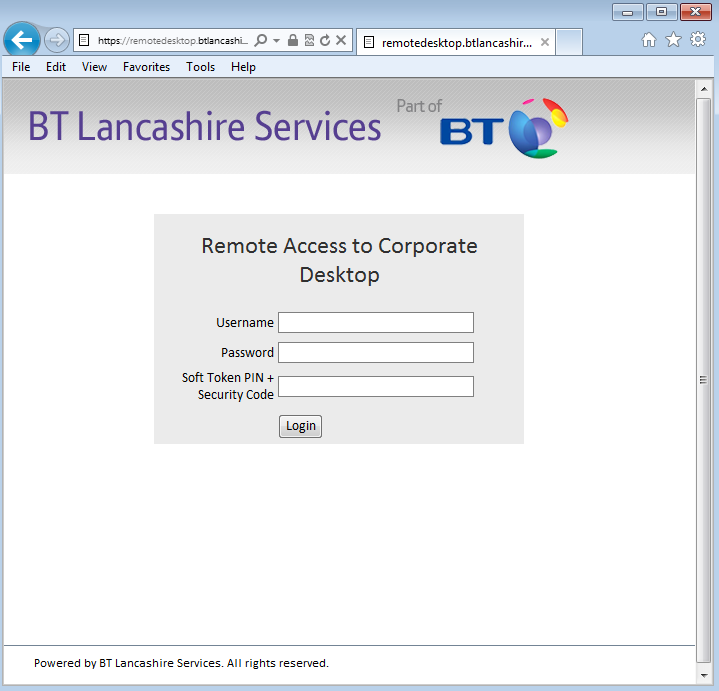 https://remotedesktop.btlancashi...
remotedesktop.btlancashir...
File Edit View Favorites Tools Help
BT Lancashire Services
Part of
BT
Remote Access to Corporate
Desktop
Username
Password
Soft Token PIN +
Security Code
Login
Powered by BT Lancashire Services. All rights reserved.